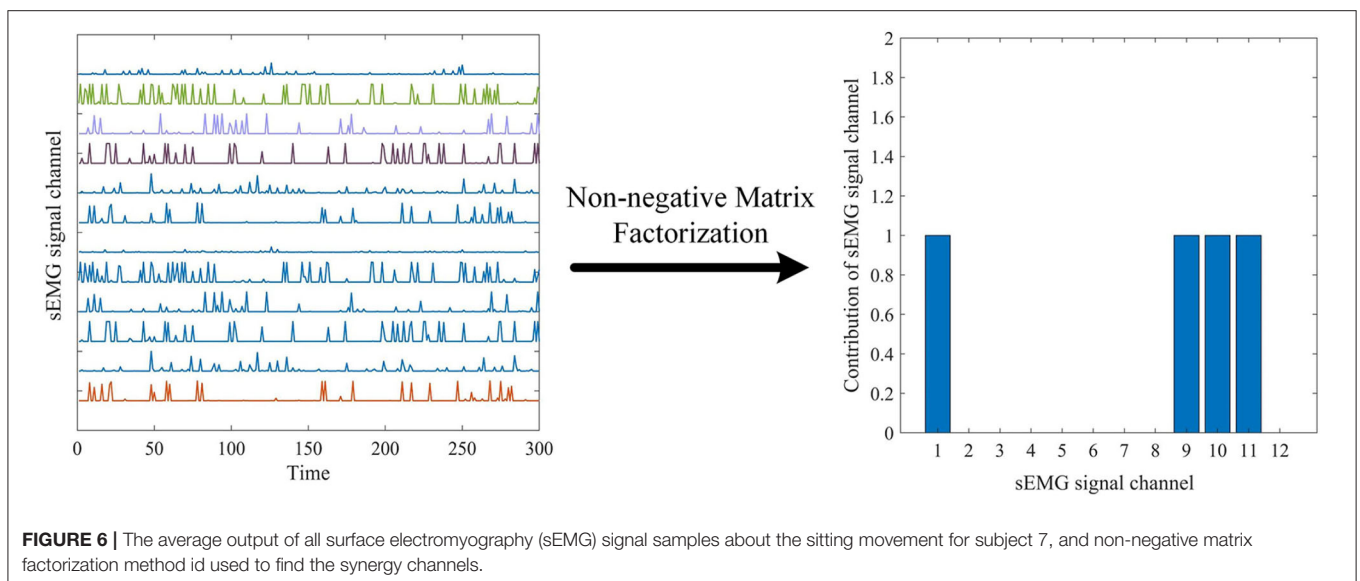 sEMG signal channel
0
50
100
150
200
250
300
Time
Non-negative Matrix
Factorization
Contribution of sEMG signal channel
2
1.8
1.6
1.4
1.2
1
0.8
0.6
0.4
0.2
0
1 2 3 4 5 6 7 8 9 10 11 12
sEMG signal channel
FIGURE 6 | The average output of all surface electromyography (sEMG) signal samples about the sitting movement for subject 7, and non-negative matrix
factorization method id used to find the synergy channels.